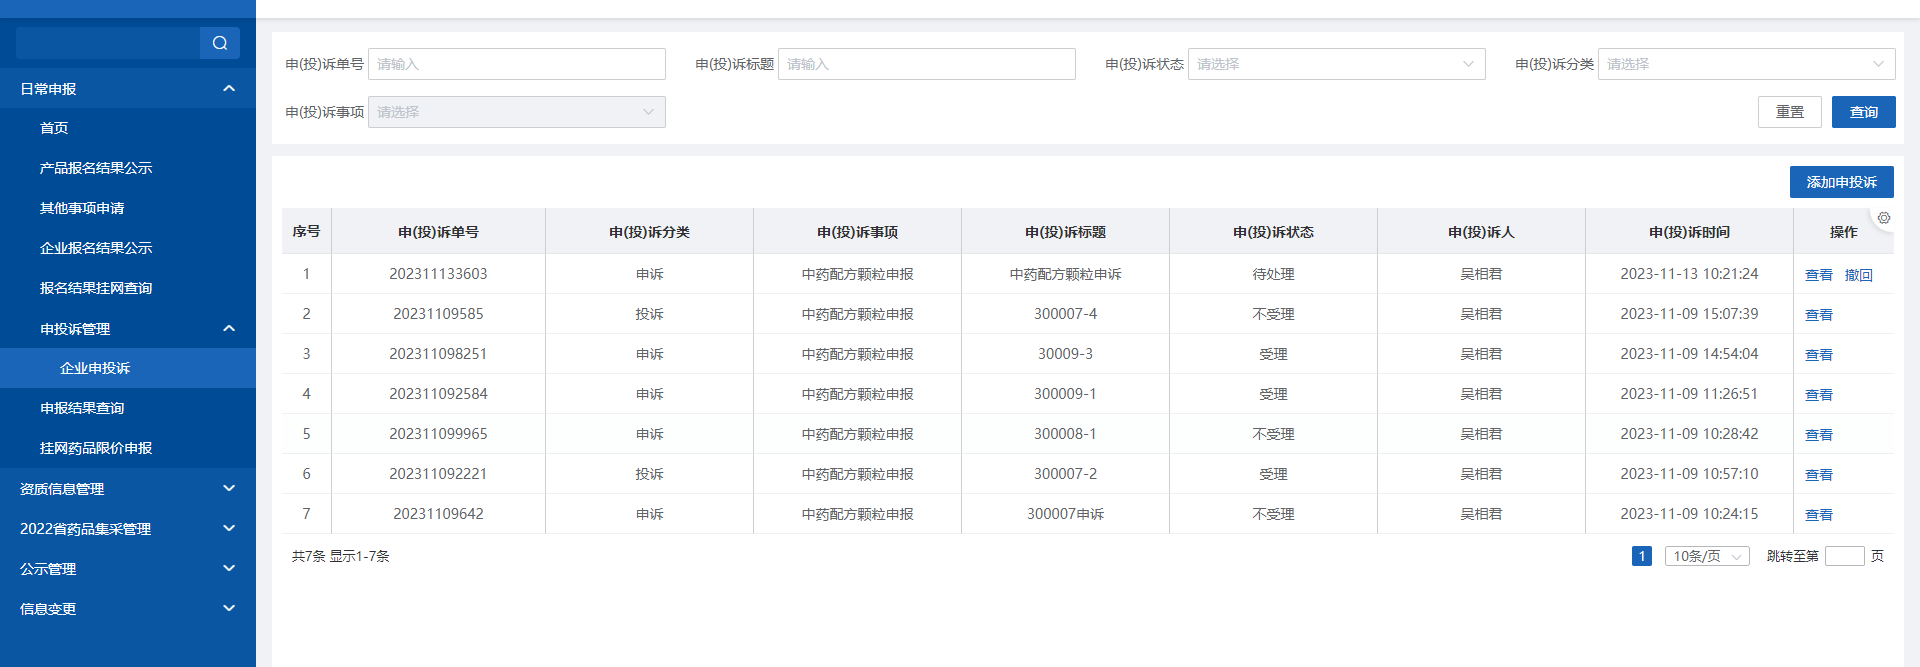 日常申报
首页
产品报名结果公示
其他事项申请
企业报名结果公示
报名结果挂网查询
申投诉管理
企业申投诉
申报结果查询
挂网药品限价申报
资质信息管理
2022省药品集采管理
公示管理
信息变更
申(投)诉单号 请输入 申(投)诉标题 请输入 申(投)诉状态 请选择 申(投)诉分类 请选择
申(投)诉事项 请选择 重置 查询
添加申投诉
序号 申(投)诉单号 申(投)诉分类 申(投)诉事项 申(投)诉标题 申(投)诉状态 申(投)诉人 申(投)诉时间 操作
1 202311133603 申诉 中药配方颗粒申报 中药配方颗粒申诉 待处理 吴相君 2023-11-13 10:21:24 查看 撤回
2 20231109585 投诉 中药配方颗粒申报 300007-4 不受理 吴相君 2023-11-09 15:07:39 查看
3 202311098251 申诉 中药配方颗粒申报 30009-3 受理 吴相君 2023-11-09 14:54:04 查看
4 202311092584 申诉 中药配方颗粒申报 300009-1 受理 吴相君 2023-11-09 11:26:51 查看
5 202311099965 申诉 中药配方颗粒申报 300008-1 不受理 吴相君 2023-11-09 10:28:42 查看
6 202311092221 投诉 中药配方颗粒申报 300007-2 受理 吴相君 2023-11-09 10:57:10 查看
7 20231109642 申诉 中药配方颗粒申报 300007申诉 不受理 吴相君 2023-11-09 10:24:15 查看
共7条 显示1-7条 1 10条/页 跳转至第 页